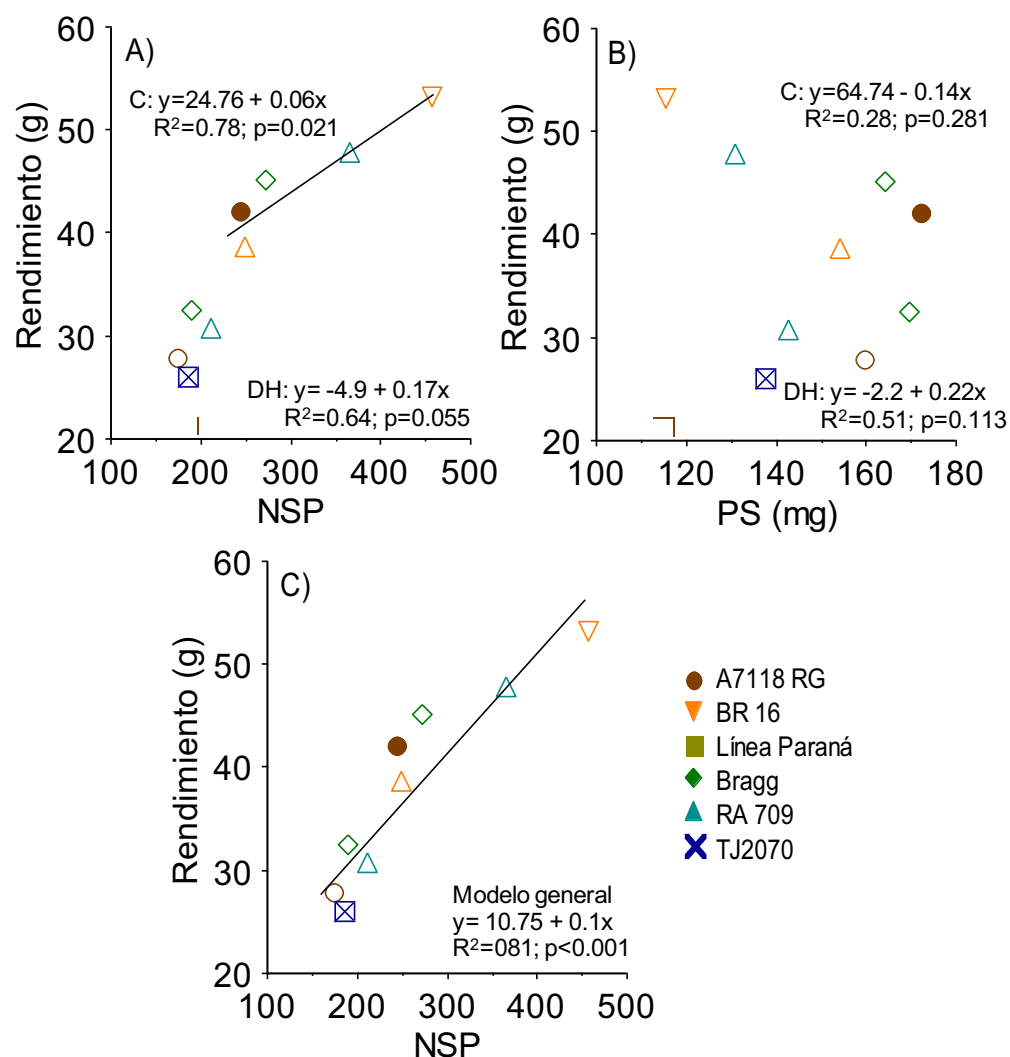 A)
60
50
40
30
20
Rendimiento (g)
C: y=24.76 + 0.06x
R²=0.78; p=0.021
DH: y= -4.9 + 0.17x
R²=0.64; p=0.055
100 200 300 400 500
NSP
B)
60
50
40
30
20
Rendimiento (g)
C: y=64.74 - 0.14x
R²=0.28; p=0.281
DH: y= -2.2 + 0.22x
R²=0.51; p=0.113
100 120 140 160 180
PS (mg)
C)
60
50
40
30
20
Rendimiento (g)
Modelo general
y= 10.75 + 0.1x
R²=081; p<0.001
100 200 300 400 500
NSP
A7118 RG
BR 16
Línea Paraná
Bragg
RA 709
TJ2070